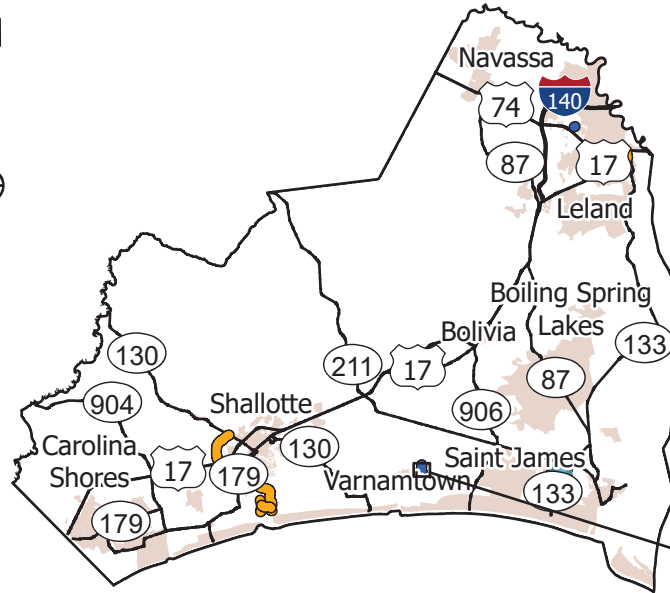 Navassa
74
140
87
17
Leland
Boiling Spring
Lakes
Bolivia
133
130
211
17
87
904
Shallotte
906
Carolina
Shores
130
17
179
Saint James
Varnamtown
133
179